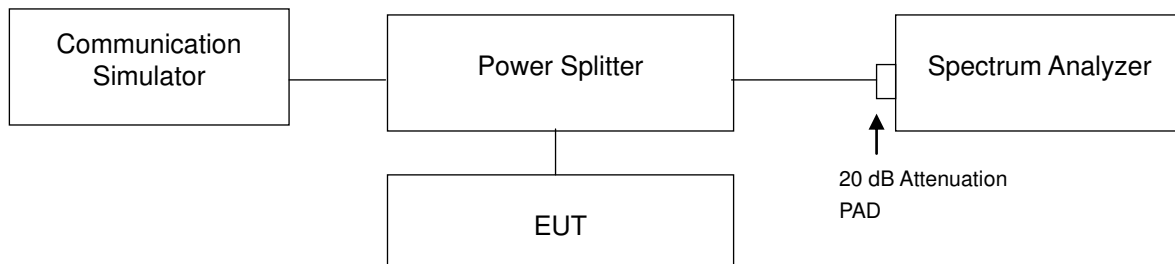 Communication
Simulator
Power Splitter
Spectrum Analyzer
20 dB Attenuation
PAD
EUT